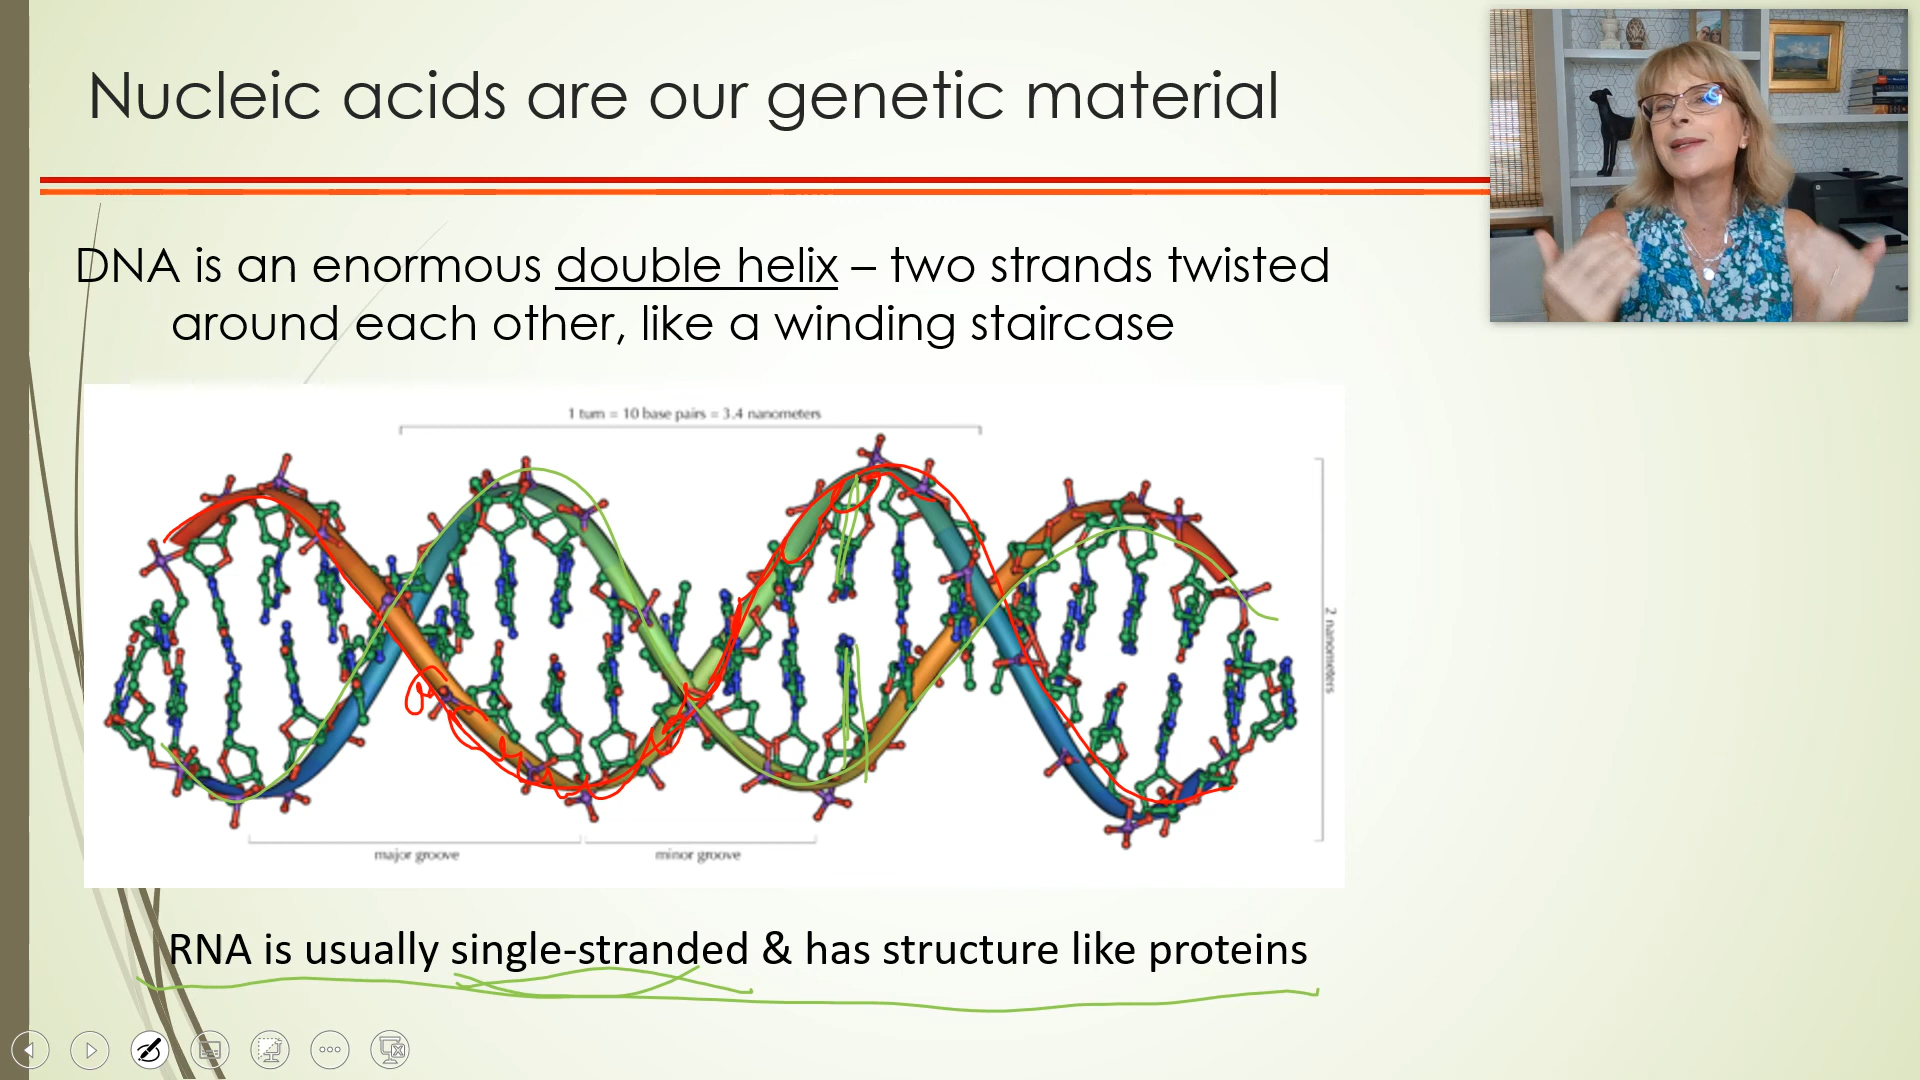 Nucleic acids are our genetic material
DNA is an enormous double helix – two strands twisted
around each other, like a winding staircase
1 turn = 10 base pairs = 3.4 nanometers
2 nanometers
major groove
minor groove
RNA is usually single-stranded & has structure like proteins